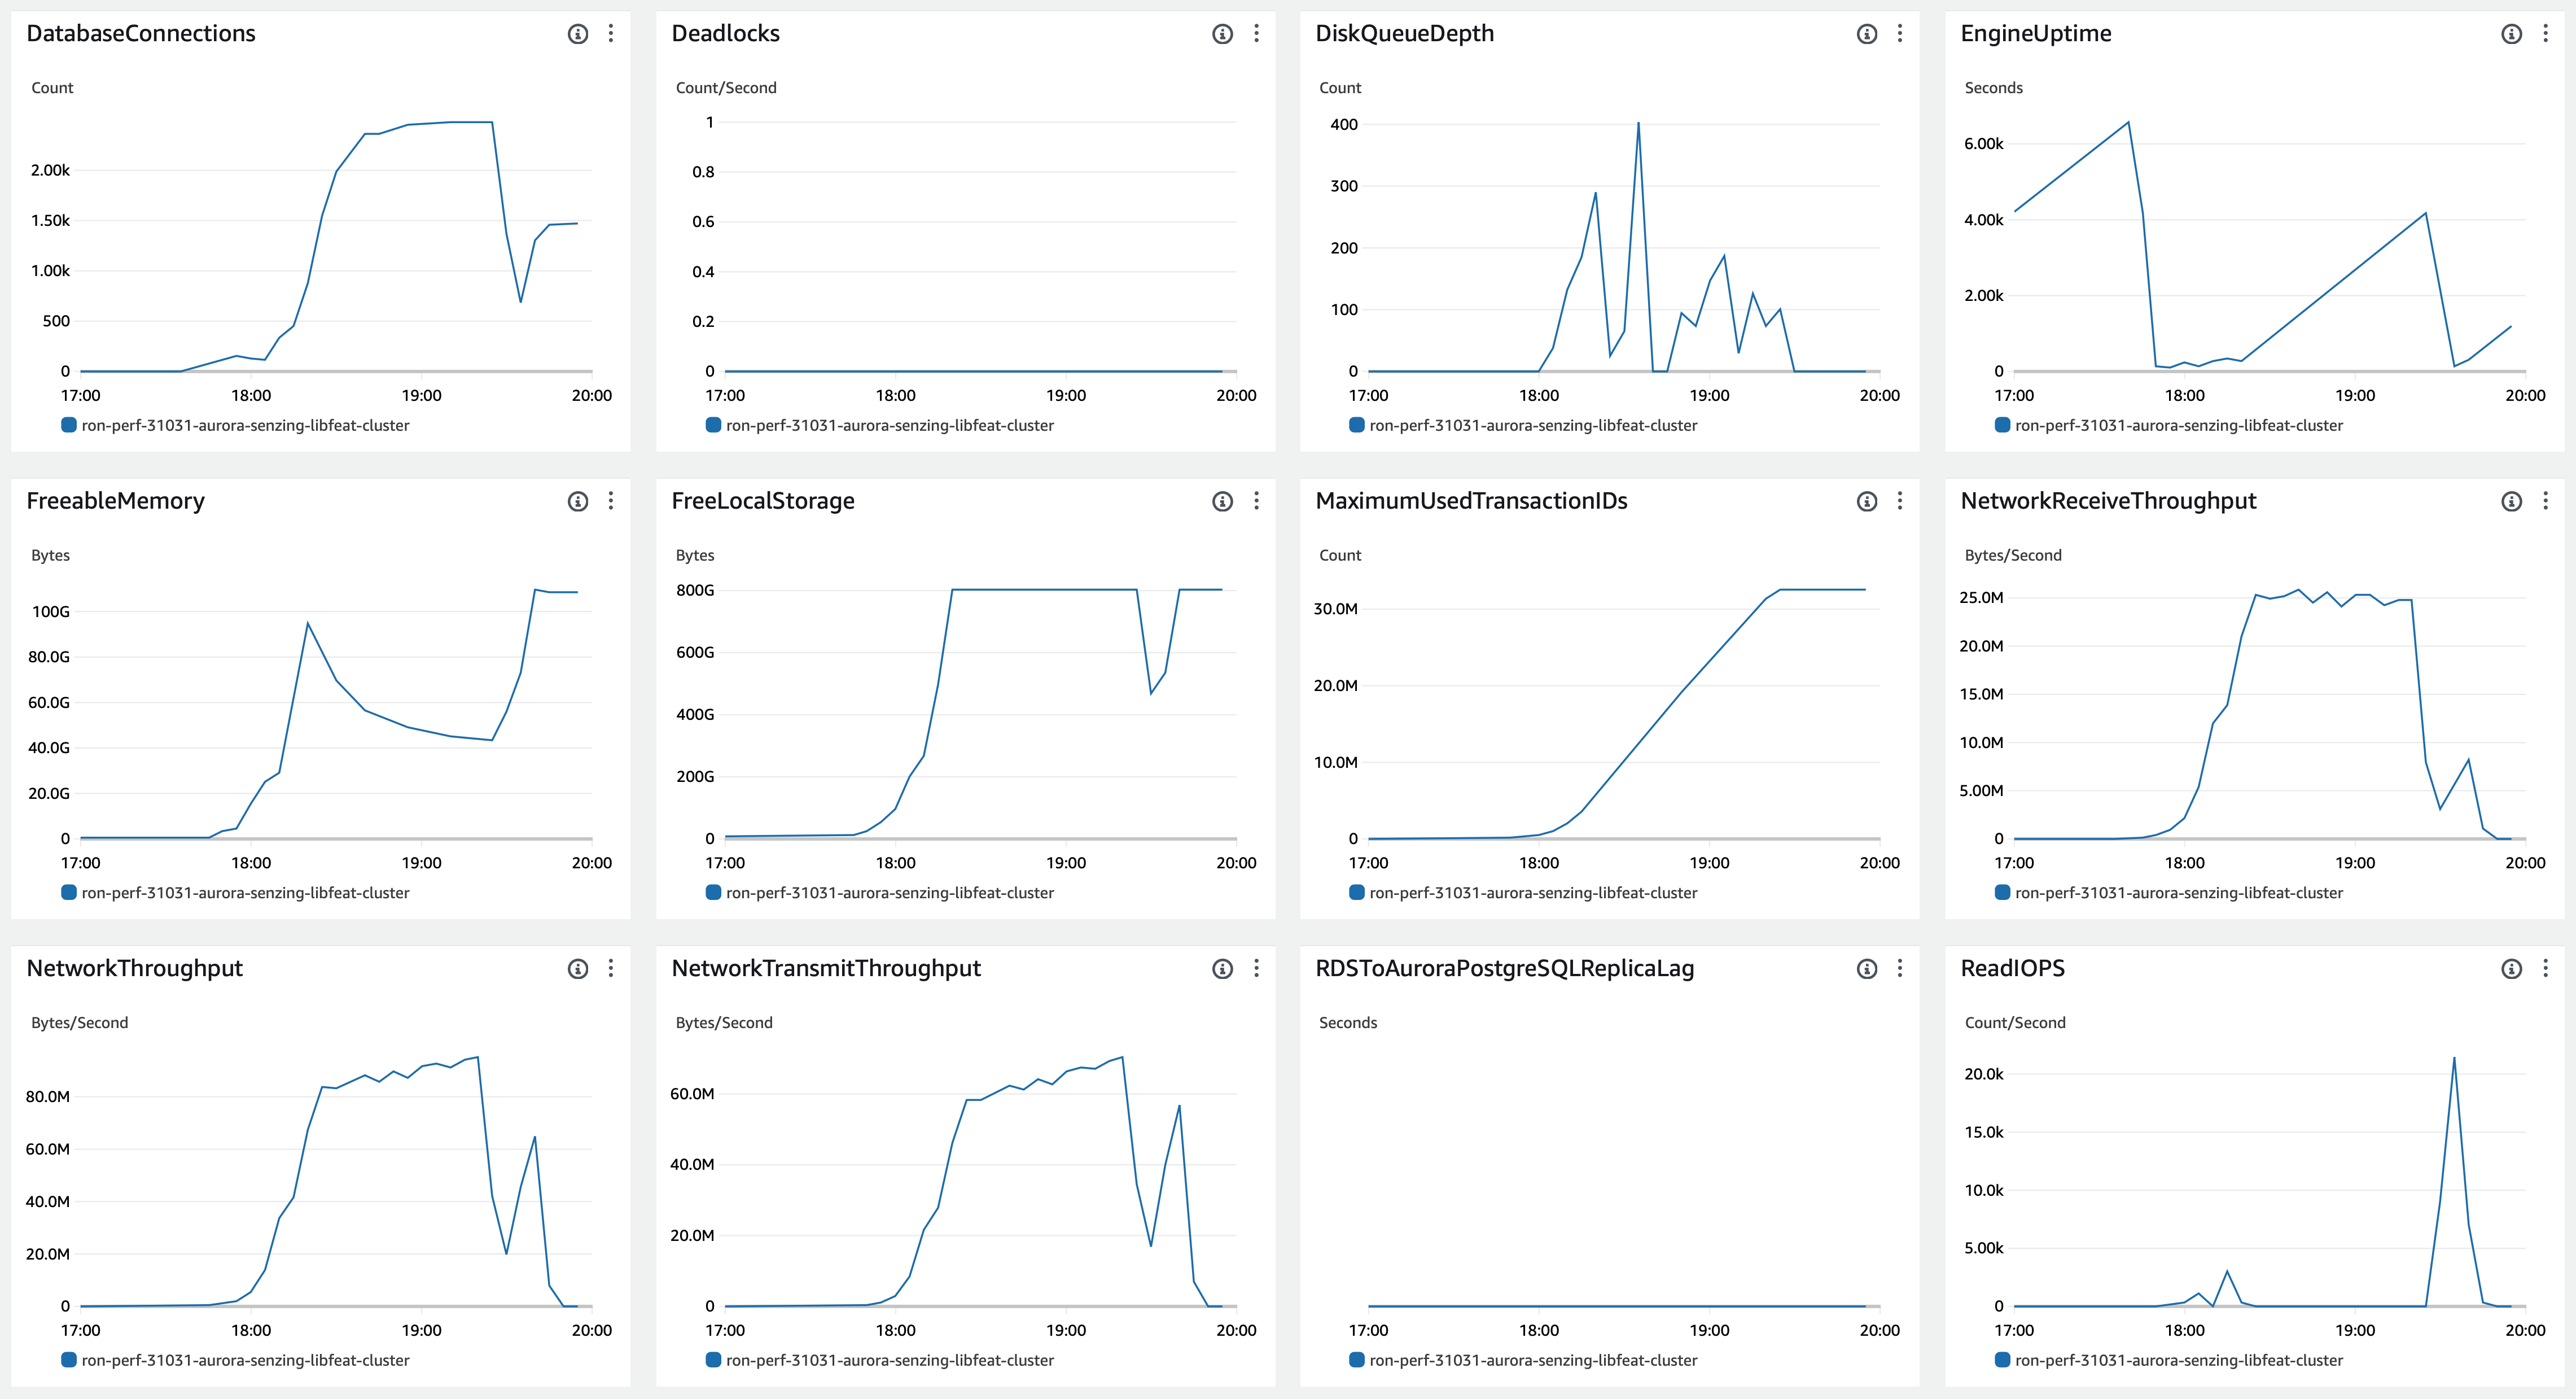 DatabaseConnections
Count
2.00k
1.50k
1.00k
500
0
17:00 18:00 19:00 20:00
ron-perf-31031-aurora-senzing-libfeat-cluster
Deadlocks
Count/Second
1
0.8
0.6
0.4
0.2
0
17:00 18:00 19:00 20:00
ron-perf-31031-aurora-senzing-libfeat-cluster
DiskQueueDepth
Count
400
300
200
100
0
17:00 18:00 19:00 20:00
ron-perf-31031-aurora-senzing-libfeat-cluster
EngineUptime
Seconds
6.00k
4.00k
2.00k
0
17:00 18:00 19:00 20:00
ron-perf-31031-aurora-senzing-libfeat-cluster
FreeableMemory
Bytes
100G
80.0G
60.0G
40.0G
20.0G
0
17:00 18:00 19:00 20:00
ron-perf-31031-aurora-senzing-libfeat-cluster
FreeLocalStorage
Bytes
800G
600G
400G
200G
0
17:00 18:00 19:00 20:00
ron-perf-31031-aurora-senzing-libfeat-cluster
MaximumUsedTransactionIDs
Count
30.0M
20.0M
10.0M
0
17:00 18:00 19:00 20:00
ron-perf-31031-aurora-senzing-libfeat-cluster
NetworkReceiveThroughput
Bytes/Second
25.0M
20.0M
15.0M
10.0M
5.00M
0
17:00 18:00 19:00 20:00
ron-perf-31031-aurora-senzing-libfeat-cluster
NetworkThroughput
Bytes/Second
80.0M
60.0M
40.0M
20.0M
0
17:00 18:00 19:00 20:00
ron-perf-31031-aurora-senzing-libfeat-cluster
NetworkTransmitThroughput
Bytes/Second
60.0M
40.0M
20.0M
0
17:00 18:00 19:00 20:00
ron-perf-31031-aurora-senzing-libfeat-cluster
RDSToAuroraPostgreSQLReplicaLag
Seconds
17:00 18:00 19:00 20:00
ron-perf-31031-aurora-senzing-libfeat-cluster
ReadIOPS
Count/Second
20.0k
15.0k
10.0k
5.00k
0
17:00 18:00 19:00 20:00
ron-perf-31031-aurora-senzing-libfeat-cluster